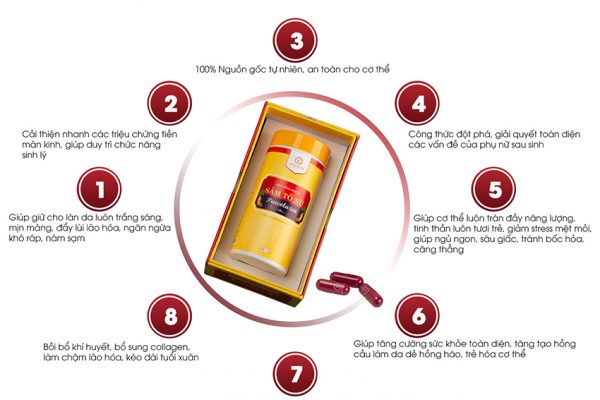 3
100% Nguồn gốc tự nhiên, an toàn cho cơ thể
2
Cải thiện nhanh các triệu chứng tiền
mãn kinh, giúp duy trì chức năng
sinh lý
4
Công thức đột phá, giải quyết toàn diện
các vấn đề của phụ nữ sau sinh
1
Giúp giữ cho làn da luôn trắng sáng,
mịn màng, đẩy lùi lão hóa, ngăn ngừa
khô ráp, nám sạm
5
Giúp cơ thể luôn tràn đầy năng lượng,
tinh thần luôn tươi trẻ, giảm stress mệt mỏi,
giúp ngủ ngon, sâu giấc, tránh bốc hỏa,
căng thẳng
SÂM TỐ NỮ
8
Bồi bổ khí huyết, bổ sung collagen,
làm chậm lão hóa, kéo dài tuổi xuân
6
Giúp tăng cường sức khỏe toàn diện, tăng tạo hồng
cầu làm da dẻ hồng hào, trẻ hóa cơ thể
7